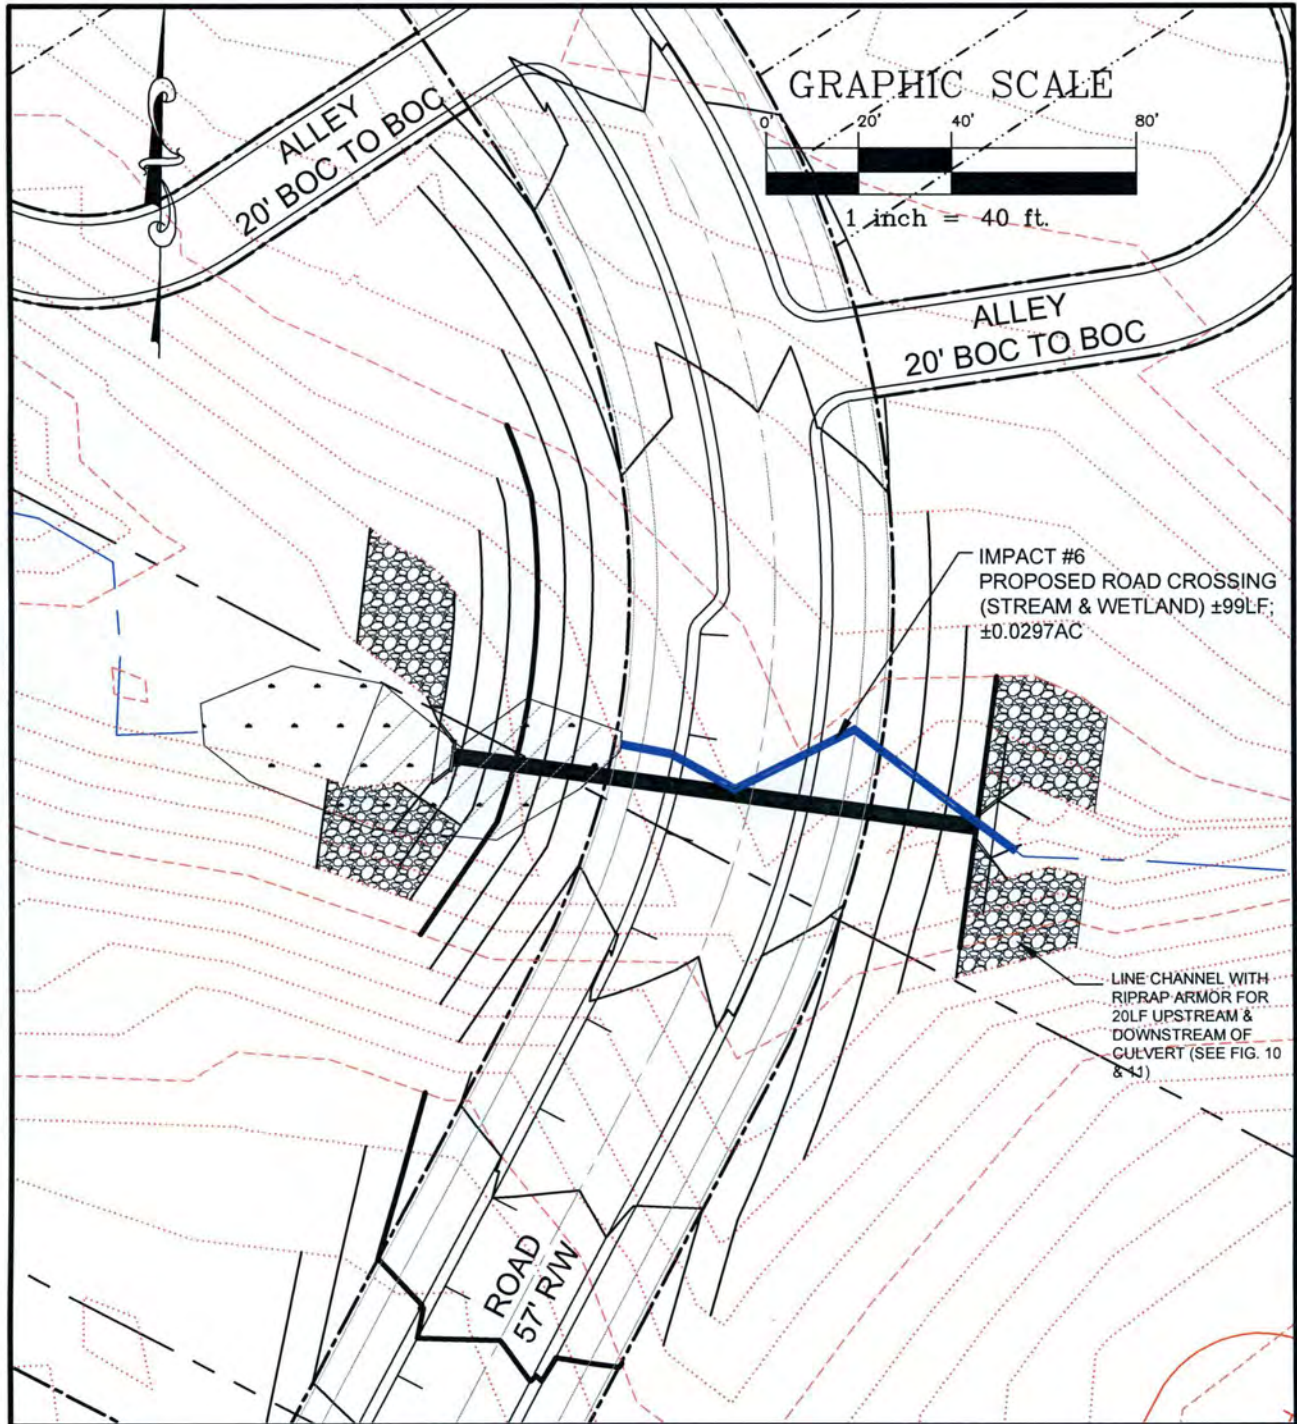 GRAPHIC SCALE
0' 20' 40' 80'
1 inch = 40 ft.
ALLEY
20' BOC TO BOC
ALLEY
20' BOC TO BOC
IMPACT #6
PROPOSED ROAD CROSSING
(STREAM & WETLAND) ±99LF;
±0.0297AC
LINE CHANNEL WITH
RIPRAP ARMOR FOR
20LF UPSTREAM &
DOWNSTREAM OF
CULVERT (SEE FIG. 10
& 11)
ROAD
57' R/W